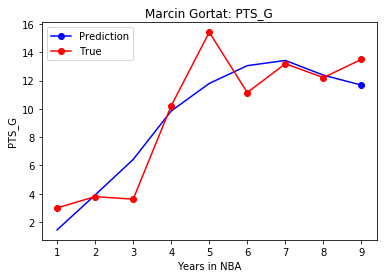 Marcin Gortat: PTS_G
Prediction
True
PTS_G
16
14
12
10
8
6
4
2
1 2 3 4 5 6 7 8 9
Years in NBA